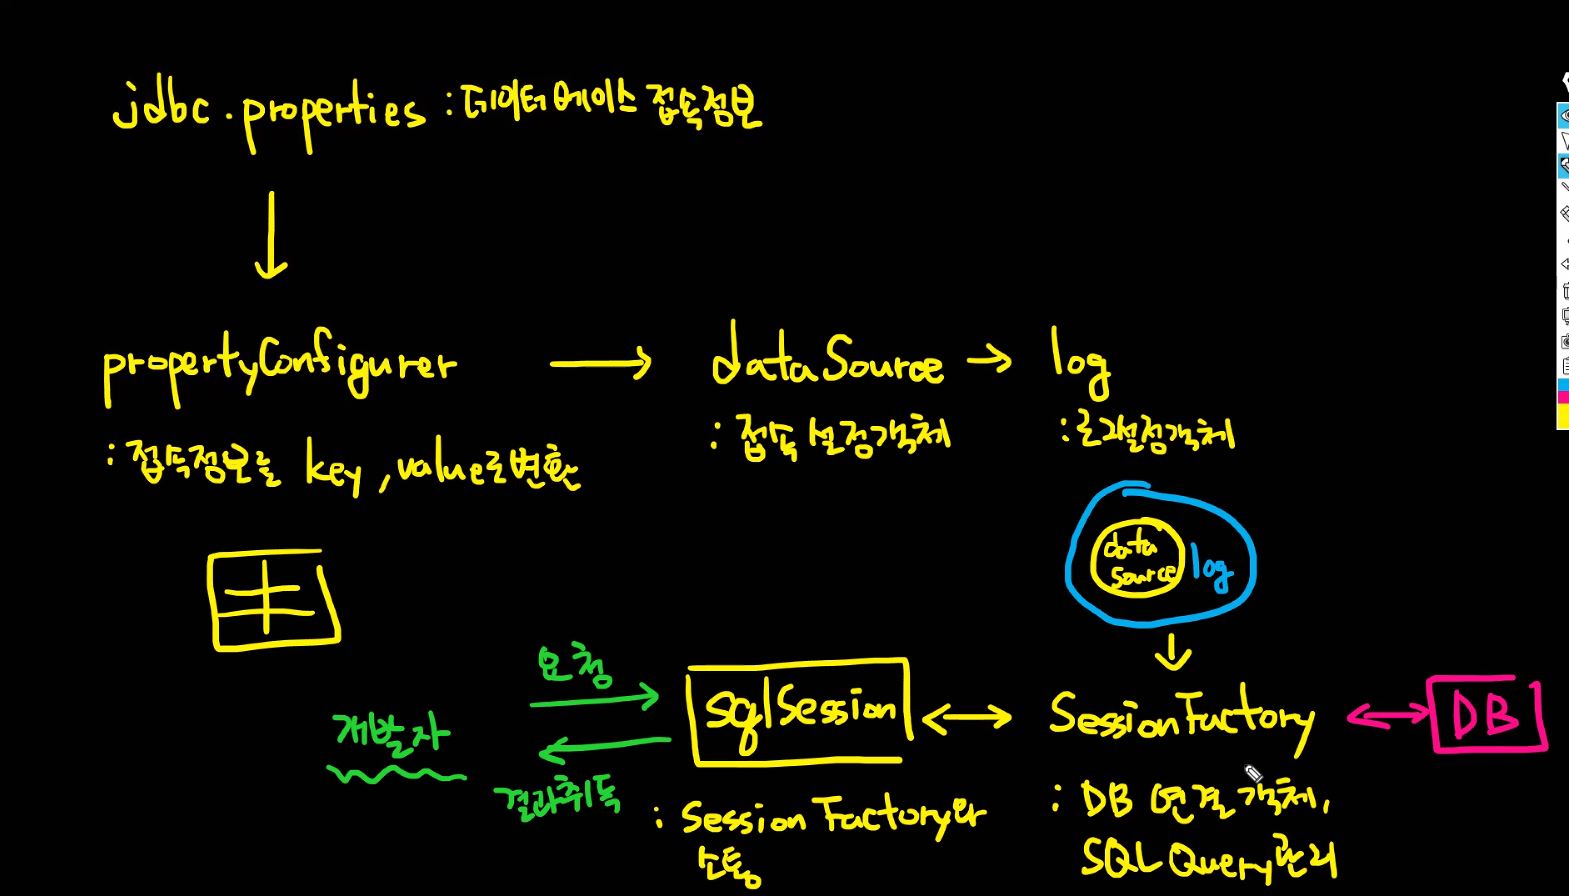 jdbc.properties : 데이터 베이스 접속정보
propertyConfigurer → dataSource → log
: 접속정보를 key, value로 변환
: 접속 설정객체
: 로그설정객체
data
source
log
요청
개발자
결과취득
sqlSession
SessionFactory
DB
: Session Factory와
소통
: DB 연결 객체,
SQL Query관리